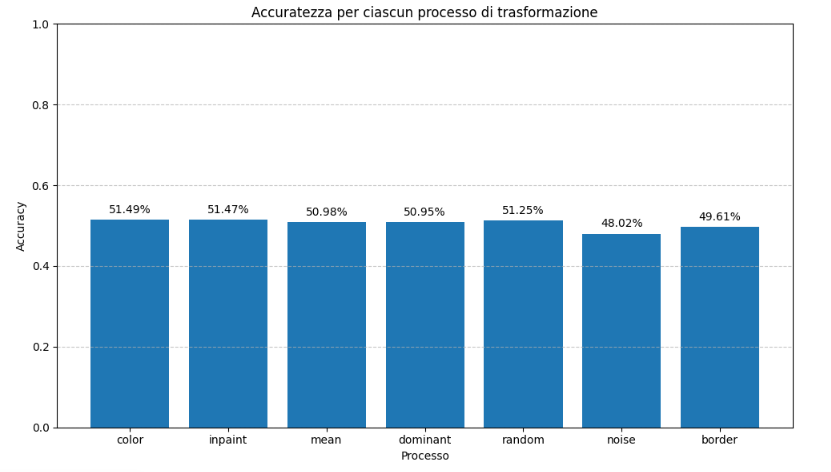 Accuratezza per ciascun processo di trasformazione
1.0
0.8
0.6
0.4
0.2
0.0
Accuracy
51.49% 51.47% 50.98% 50.95% 51.25% 48.02% 49.61%
color inpaint mean dominant random noise border
Processo